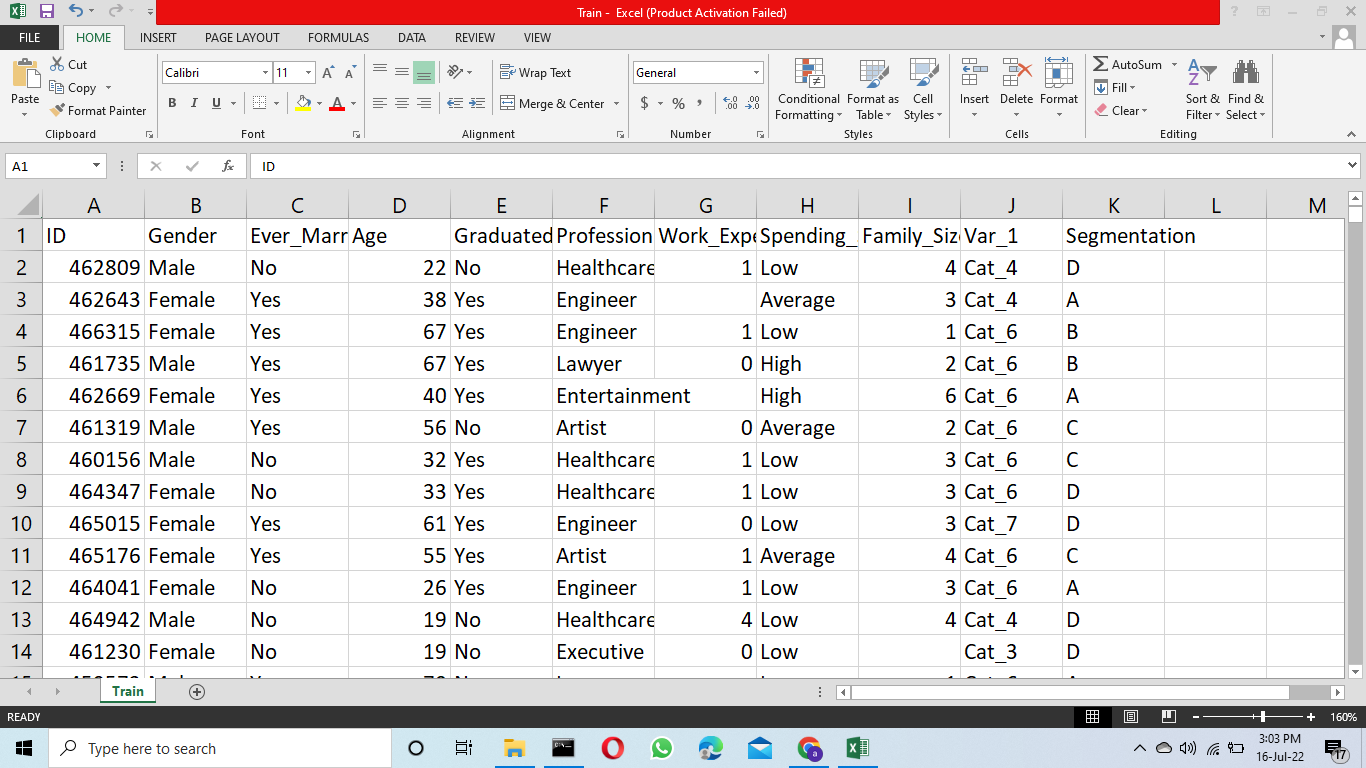 Train - Excel (Product Activation Failed)
FILE HOME INSERT PAGE LAYOUT FORMULAS DATA REVIEW VIEW
Paste Cut Copy Format Painter
Calibri 11
B I U
Wrap Text
Merge & Center
General
$ % ,
Conditional Formatting Format as Table Cell Styles
Insert Delete Format
AutoSum Fill Clear
Sort & Filter Find & Select
Clipboard Font Alignment Number Styles Cells Editing
A1 fx ID
A B C D E F G H I J K L M
1 ID Gender Ever_Marr Age Graduated Profession Work_Expe Spending_ Family_Siz Var_1 Segmentation
2 462809 Male No 22 No Healthcare 1 Low 4 Cat_4 D
3 462643 Female Yes 38 Yes Engineer Average 3 Cat_4 A
4 466315 Female Yes 67 Yes Engineer 1 Low 1 Cat_6 B
5 461735 Male Yes 67 Yes Lawyer 0 High 2 Cat_6 B
6 462669 Female Yes 40 Yes Entertainment High 6 Cat_6 A
7 461319 Male Yes 56 No Artist 0 Average 2 Cat_6 C
8 460156 Male No 32 Yes Healthcare 1 Low 3 Cat_6 C
9 464347 Female No 33 Yes Healthcare 1 Low 3 Cat_6 D
10 465015 Female Yes 61 Yes Engineer 0 Low 3 Cat_7 D
11 465176 Female Yes 55 Yes Artist 1 Average 4 Cat_6 C
12 464041 Female No 26 Yes Engineer 1 Low 3 Cat_6 A
13 464942 Male No 19 No Healthcare 4 Low 4 Cat_4 D
14 461230 Female No 19 No Executive 0 Low Cat_3 D
Train
READY 160%
Type here to search
3:03 PM
16-Jul-22
17